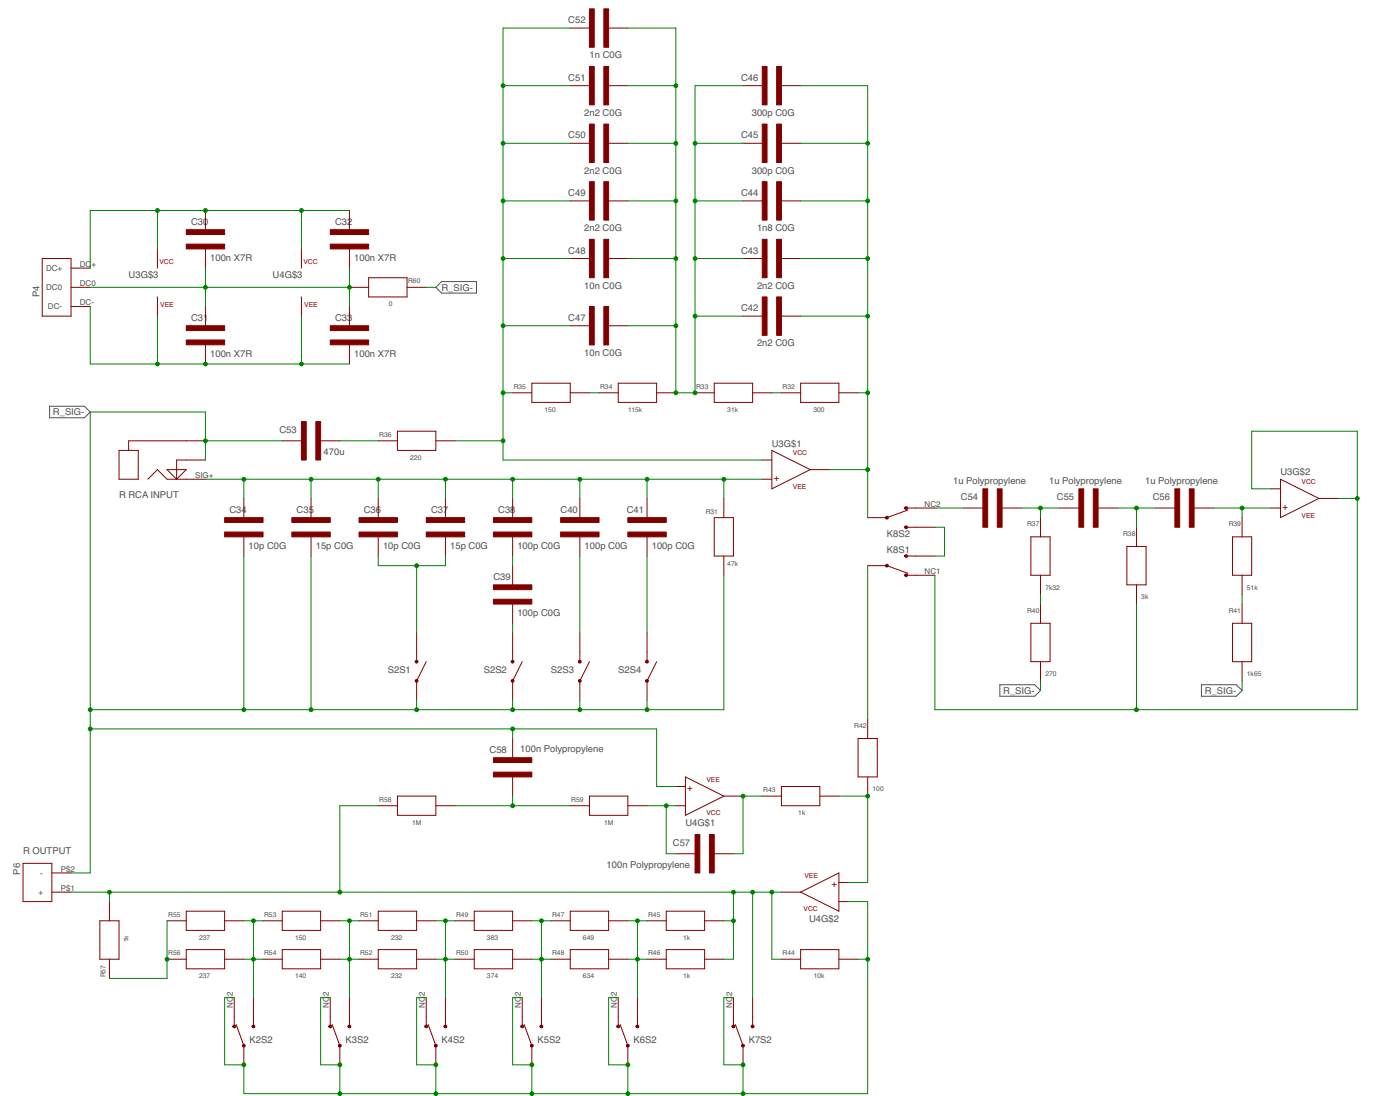 C52
1n C0G
C51
2n2 C0G
C50
2n2 C0G
C49
2n2 C0G
C48
10n C0G
C47
10n C0G
C46
300p C0G
C45
300p C0G
C44
1n8 C0G
C43
2n2 C0G
C42
2n2 C0G
R35
150
R34
115k
R33
31k
R32
300
P4
DC+
DC0
DC-
DC+
DC0
DC-
U3G$3
VCC
VEE
C30
100n X7R
C31
100n X7R
U4G$3
VCC
VEE
C32
100n X7R
C33
100n X7R
R60
0
R_SIG-
R_SIG-
R RCA INPUT
SIG+
C53
470u
R36
220
U3G$1
VCC
VEE
C34
10p C0G
C35
15p C0G
C36
10p C0G
C37
15p C0G
C38
100p C0G
C40
100p C0G
C41
100p C0G
R31
47k
C39
100p C0G
S2S1
S2S2
S2S3
S2S4
NC2
K8S2
K8S1
NC1
1u Polypropylene
C54
1u Polypropylene
C55
1u Polypropylene
C56
U3G$2
VCC
VEE
R37
7k32
R38
3k
R39
51k
R40
270
R41
1k65
R_SIG-
R_SIG-
R42
100
C58
100n Polypropylene
R58
1M
R59
1M
VEE
VCC
U4G$1
C57
100n Polypropylene
R43
1k
R OUTPUT
P6
-
+
P$2
P$1
VEE
VCC
U4G$2
R57
1k
R55
237
R53
150
R51
232
R49
383
R47
649
R45
1k
R56
237
R54
140
R52
232
R50
374
R48
634
R46
1k
R44
10k
NC2
K2S2
NC2
K3S2
NC2
K4S2
NC2
K5S2
NC2
K6S2
NC2
K7S2